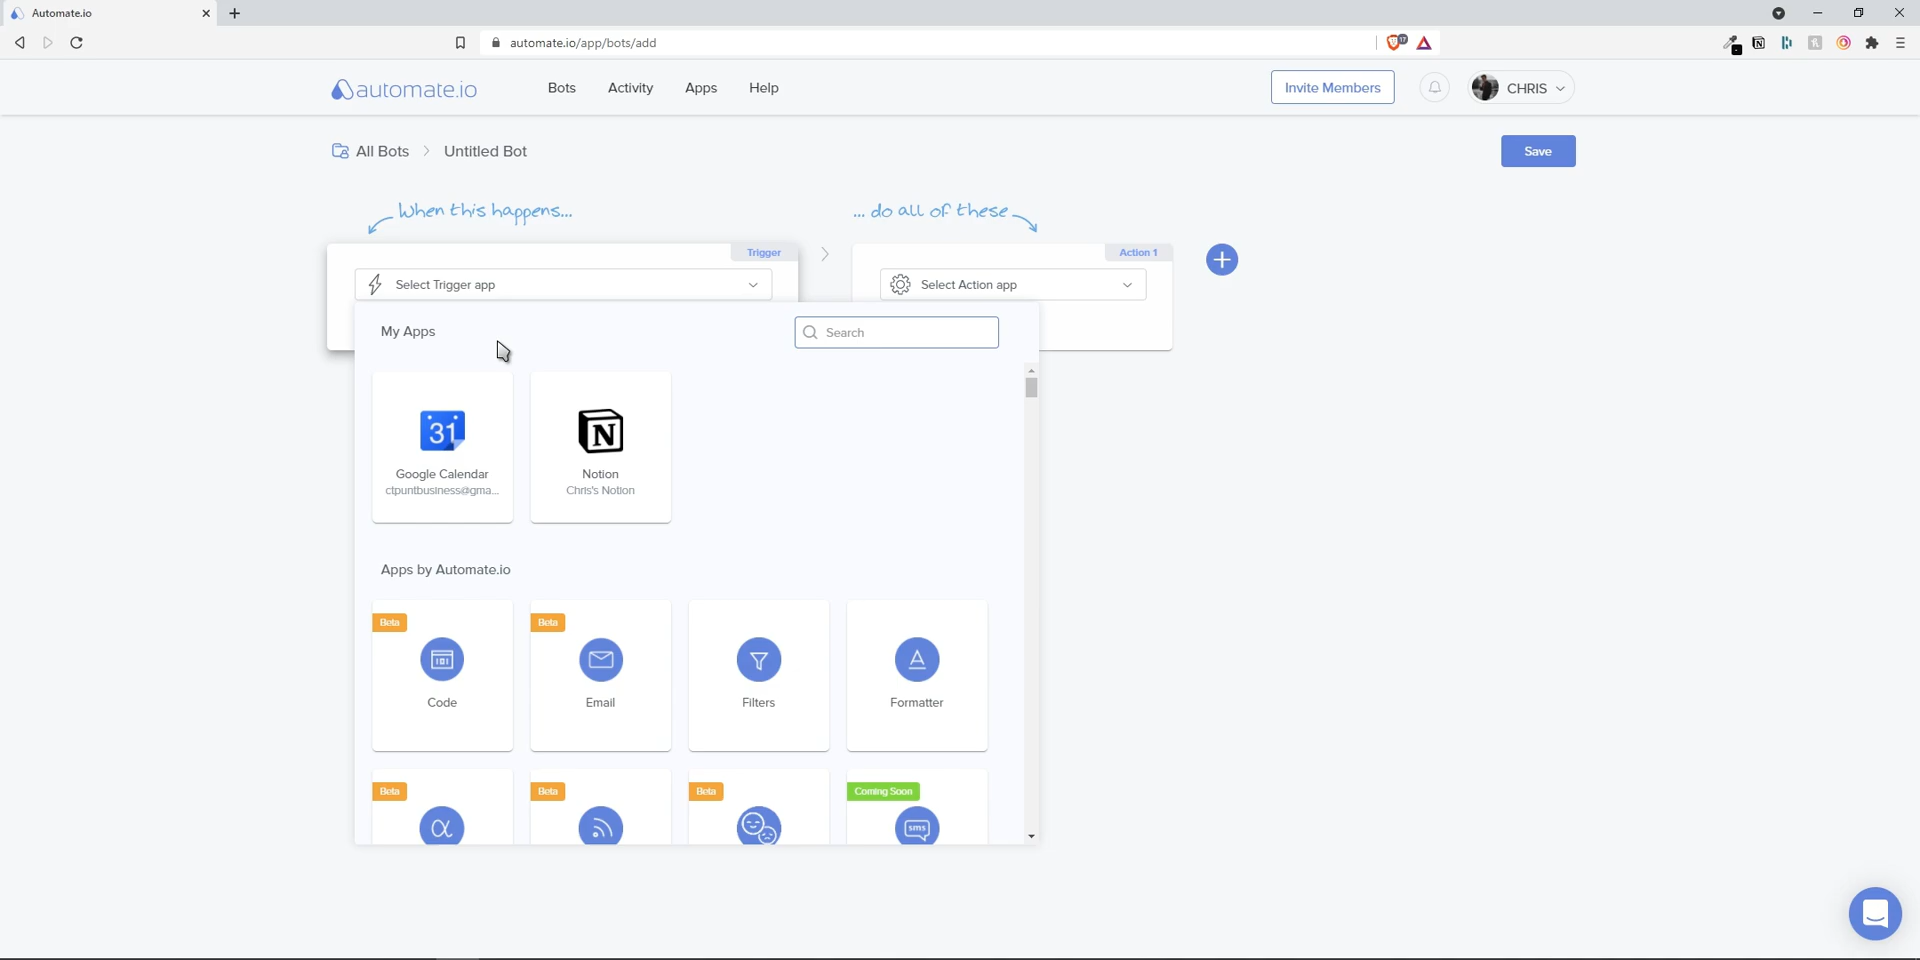 Automate.io
automate.io/app/bots/add
17
automate.io
Bots
Activity
Apps
Help
Invite Members
CHRIS
All Bots > Untitled Bot
Save
When this happens...
... do all of these
Trigger
Action 1
Select Trigger app
Select Action app
My Apps
Search
31
Google Calendar
ctpuntbusiness@gma...
Notion
Chris's Notion
Apps by Automate.io
Beta
Beta
Code
Email
Filters
Formatter
Beta
Beta
Beta
Coming Soon
sms